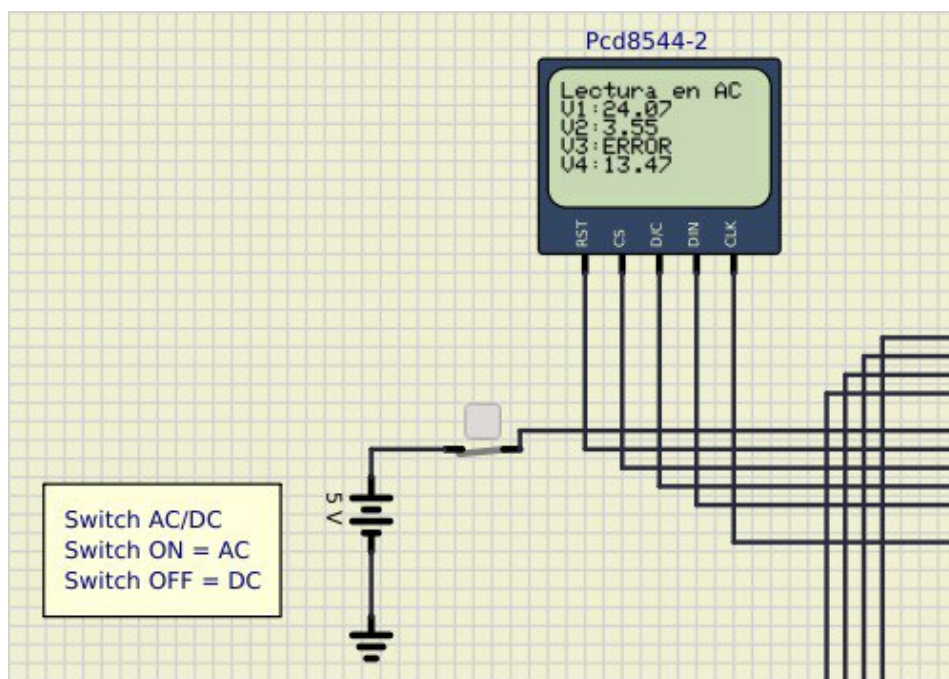 Pcd8544-2
Lectura en AC
V1:24.07
V2:3.55
V3:ERROR
V4:13.47
RST
CS
D/C
DIN
CLK
5 V
Switch AC/DC
Switch ON = AC
Switch OFF = DC